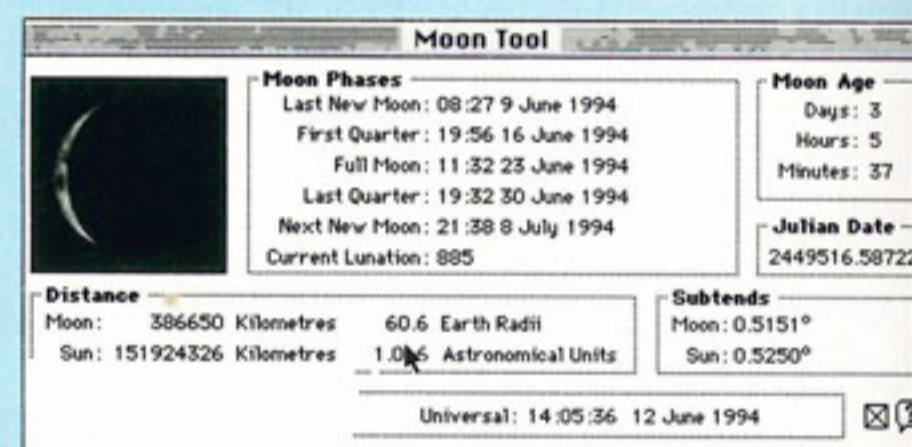 Moon Tool
Moon Phases
Last New Moon: 08:27 9 June 1994
First Quarter: 19:56 16 June 1994
Full Moon: 11:32 23 June 1994
Last Quarter: 19:32 30 June 1994
Next New Moon: 21:38 8 July 1994
Current Lunation: 885
Moon Age
Days: 3
Hours: 5
Minutes: 37
Julian Date
2449516.58722
Distance
Moon: 386650 Kilometres 60.6 Earth Radii
Sun: 151924326 Kilometres Astronomical Units
Subtends
Moon: 0.5151°
Sun: 0.5250°
Universal: 14:05:36 12 June 1994